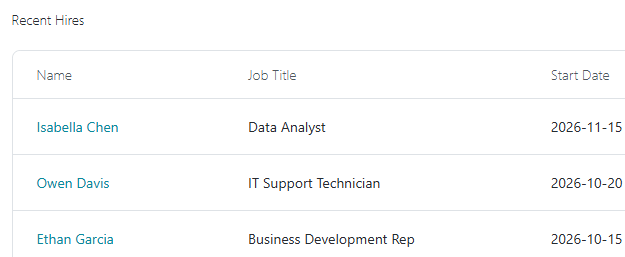 Recent Hires
Name Job Title Start Date
Isabella Chen Data Analyst 2026-11-15
Owen Davis IT Support Technician 2026-10-20
Ethan Garcia Business Development Rep 2026-10-15